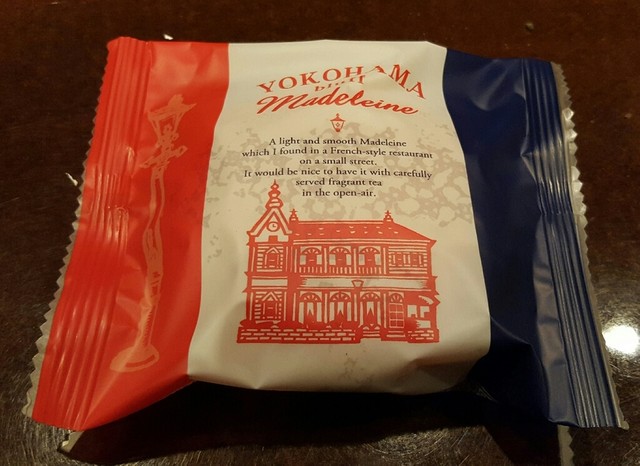 YOKOHAMA
bluff
Madeleine
A light and smooth Madeleine
which I found in a French-style restaurant
on a small street.
It would be nice to have it with carefully
served fragrant tea
in the open-air.